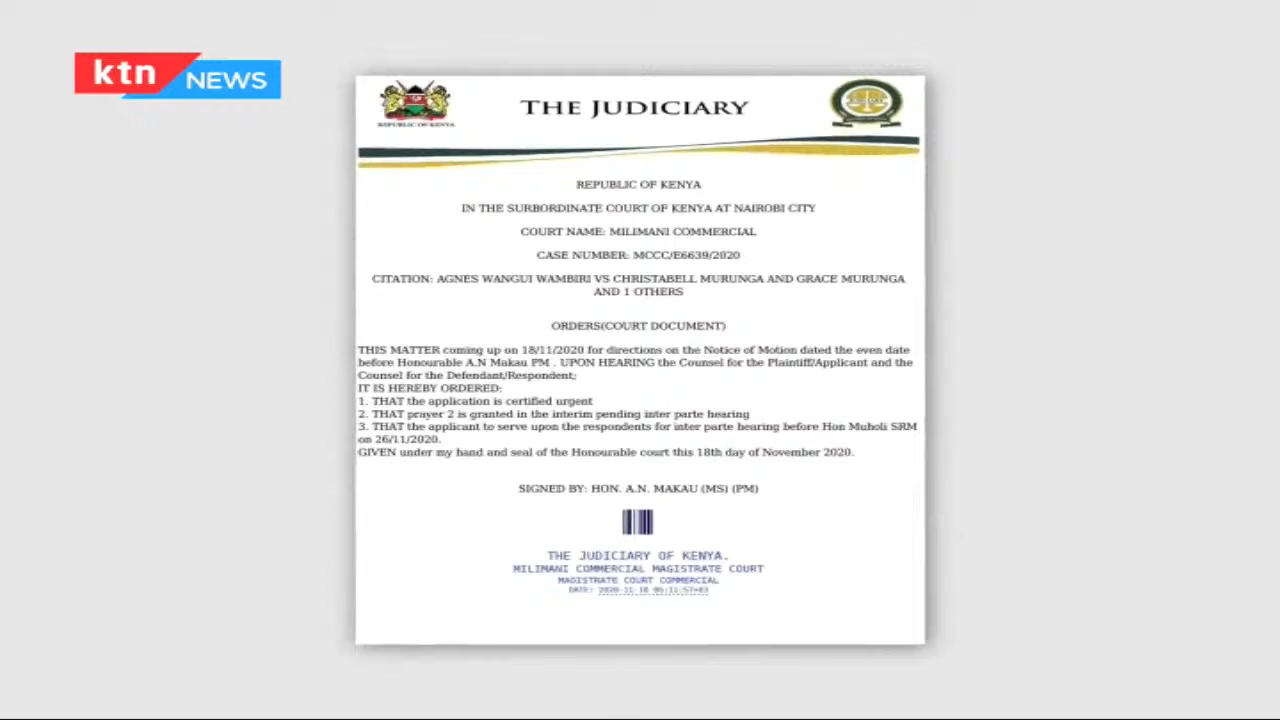 ktn NEWS
THE JUDICIARY
REPUBLIC OF KENYA
REPUBLIC OF KENYA
IN THE SURBORDINATE COURT OF KENYA AT NAIROBI CITY
COURT NAME: MILIMANI COMMERCIAL
CASE NUMBER: MCCC/E6639/2020
CITATION: AGNES WANGUI WAMBIRI VS CHRISTABELL MURUNGA AND GRACE MURUNGA
AND 1 OTHERS
ORDERS(COURT DOCUMENT)
THIS MATTER coming up on 18/11/2020 for directions on the Notice of Motion dated the even date
before Honourable A.N Makau PM . UPON HEARING the Counsel for the Plaintiff/Applicant and the
Counsel for the Defendant/Respondent;
IT IS HEREBY ORDERED:
1. THAT the application is certified urgent
2. THAT prayer 2 is granted in the interim pending inter parte hearing
3. THAT the applicant to serve upon the respondents for inter parte hearing before Hon Muholi SRM
on 26/11/2020.
GIVEN under my hand and seal of the Honourable court this 18th day of November 2020.
SIGNED BY: HON. A.N. MAKAU (MS) (PM)
THE JUDICIARY OF KENYA.
MILIMANI COMMERCIAL MAGISTRATE COURT
MAGISTRATE COURT COMMERCIAL
DATE: 2020-11-18